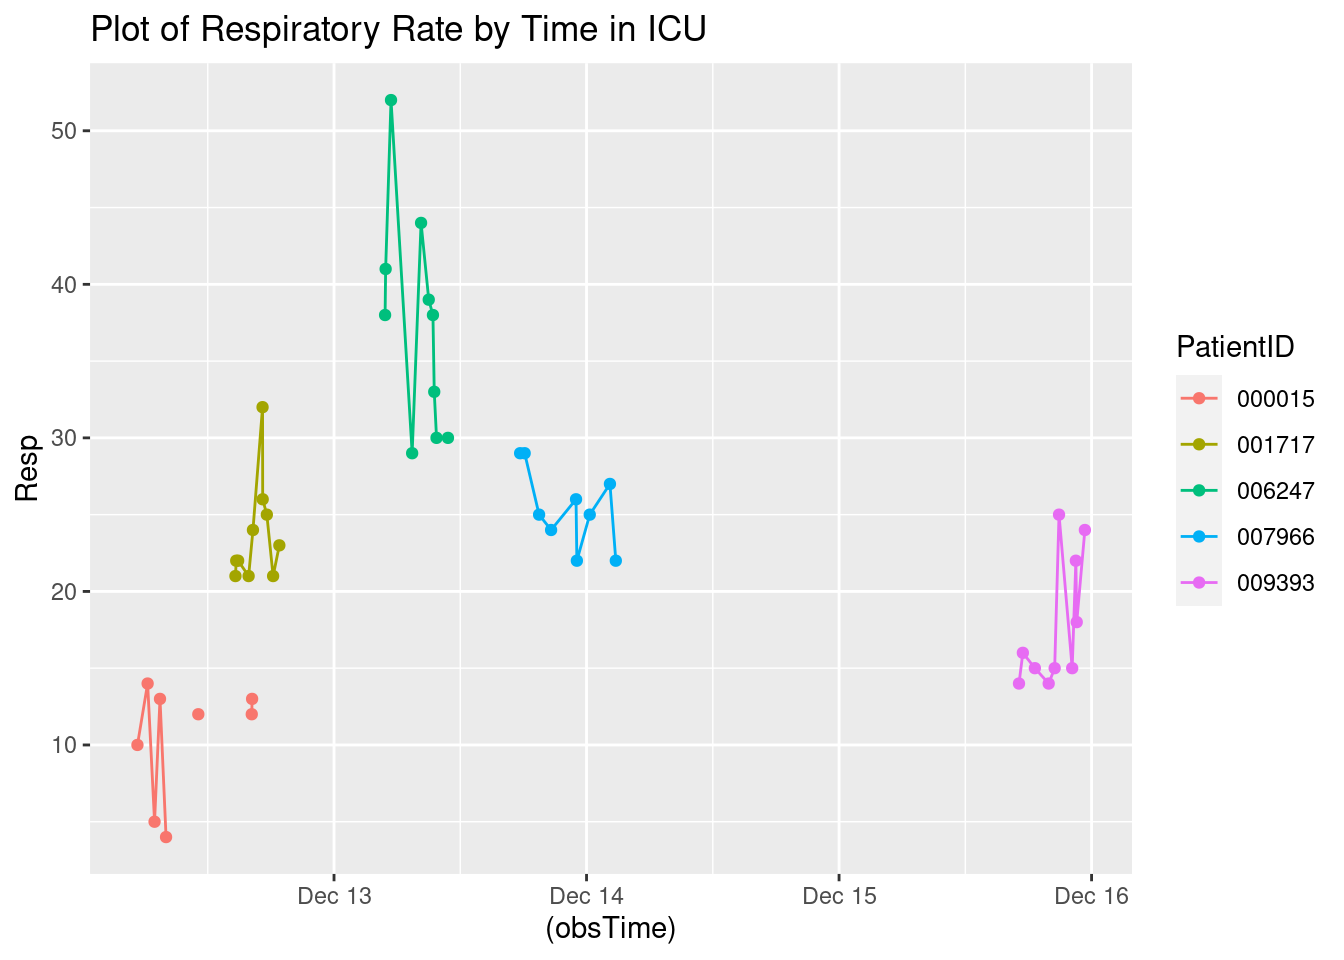 Plot of Respiratory Rate by Time in ICU
Resp
50
40
30
20
10
Dec 13 Dec 14 Dec 15 Dec 16
(obsTime)
PatientID
000015
001717
006247
007966
009393